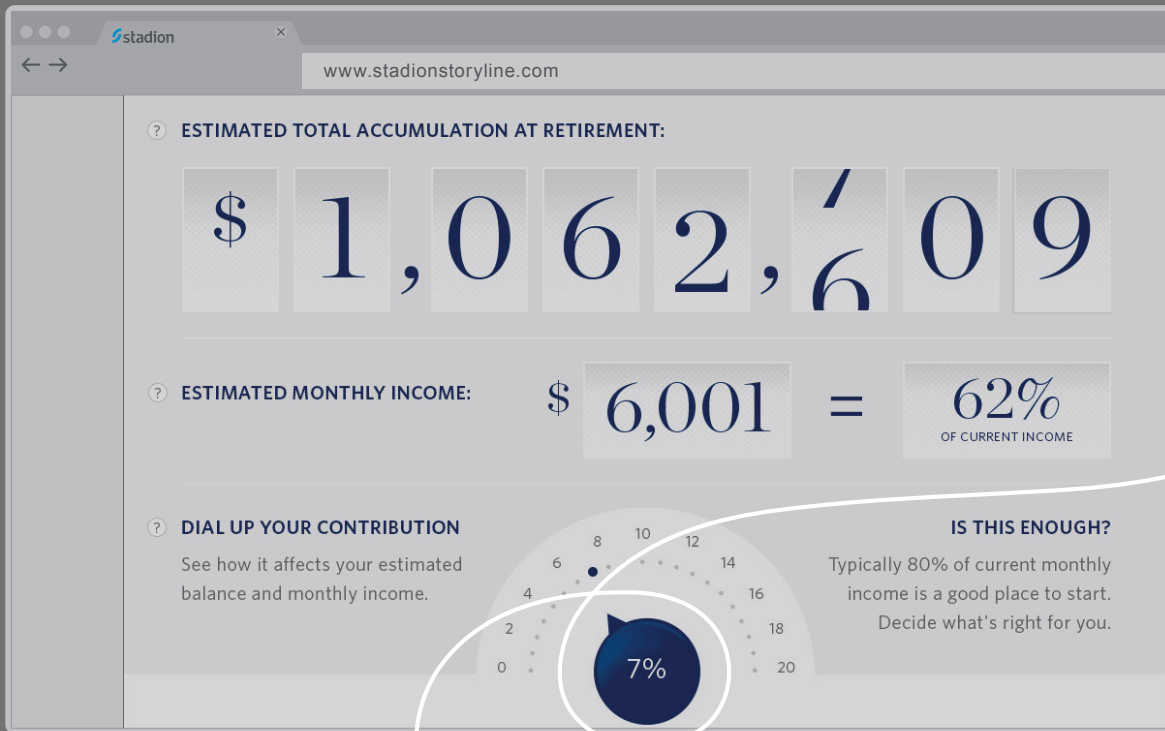 stadion
www.stadionstoryline.com
? ESTIMATED TOTAL ACCUMULATION AT RETIREMENT:
$1,062,609
? ESTIMATED MONTHLY INCOME: $ 6,001 = 62%
OF CURRENT INCOME
? DIAL UP YOUR CONTRIBUTION
See how it affects your estimated
balance and monthly income.
0 2 4 6 8 10 12 14 16 18 20
7%
IS THIS ENOUGH?
Typically 80% of current monthly
income is a good place to start.
Decide what's right for you.